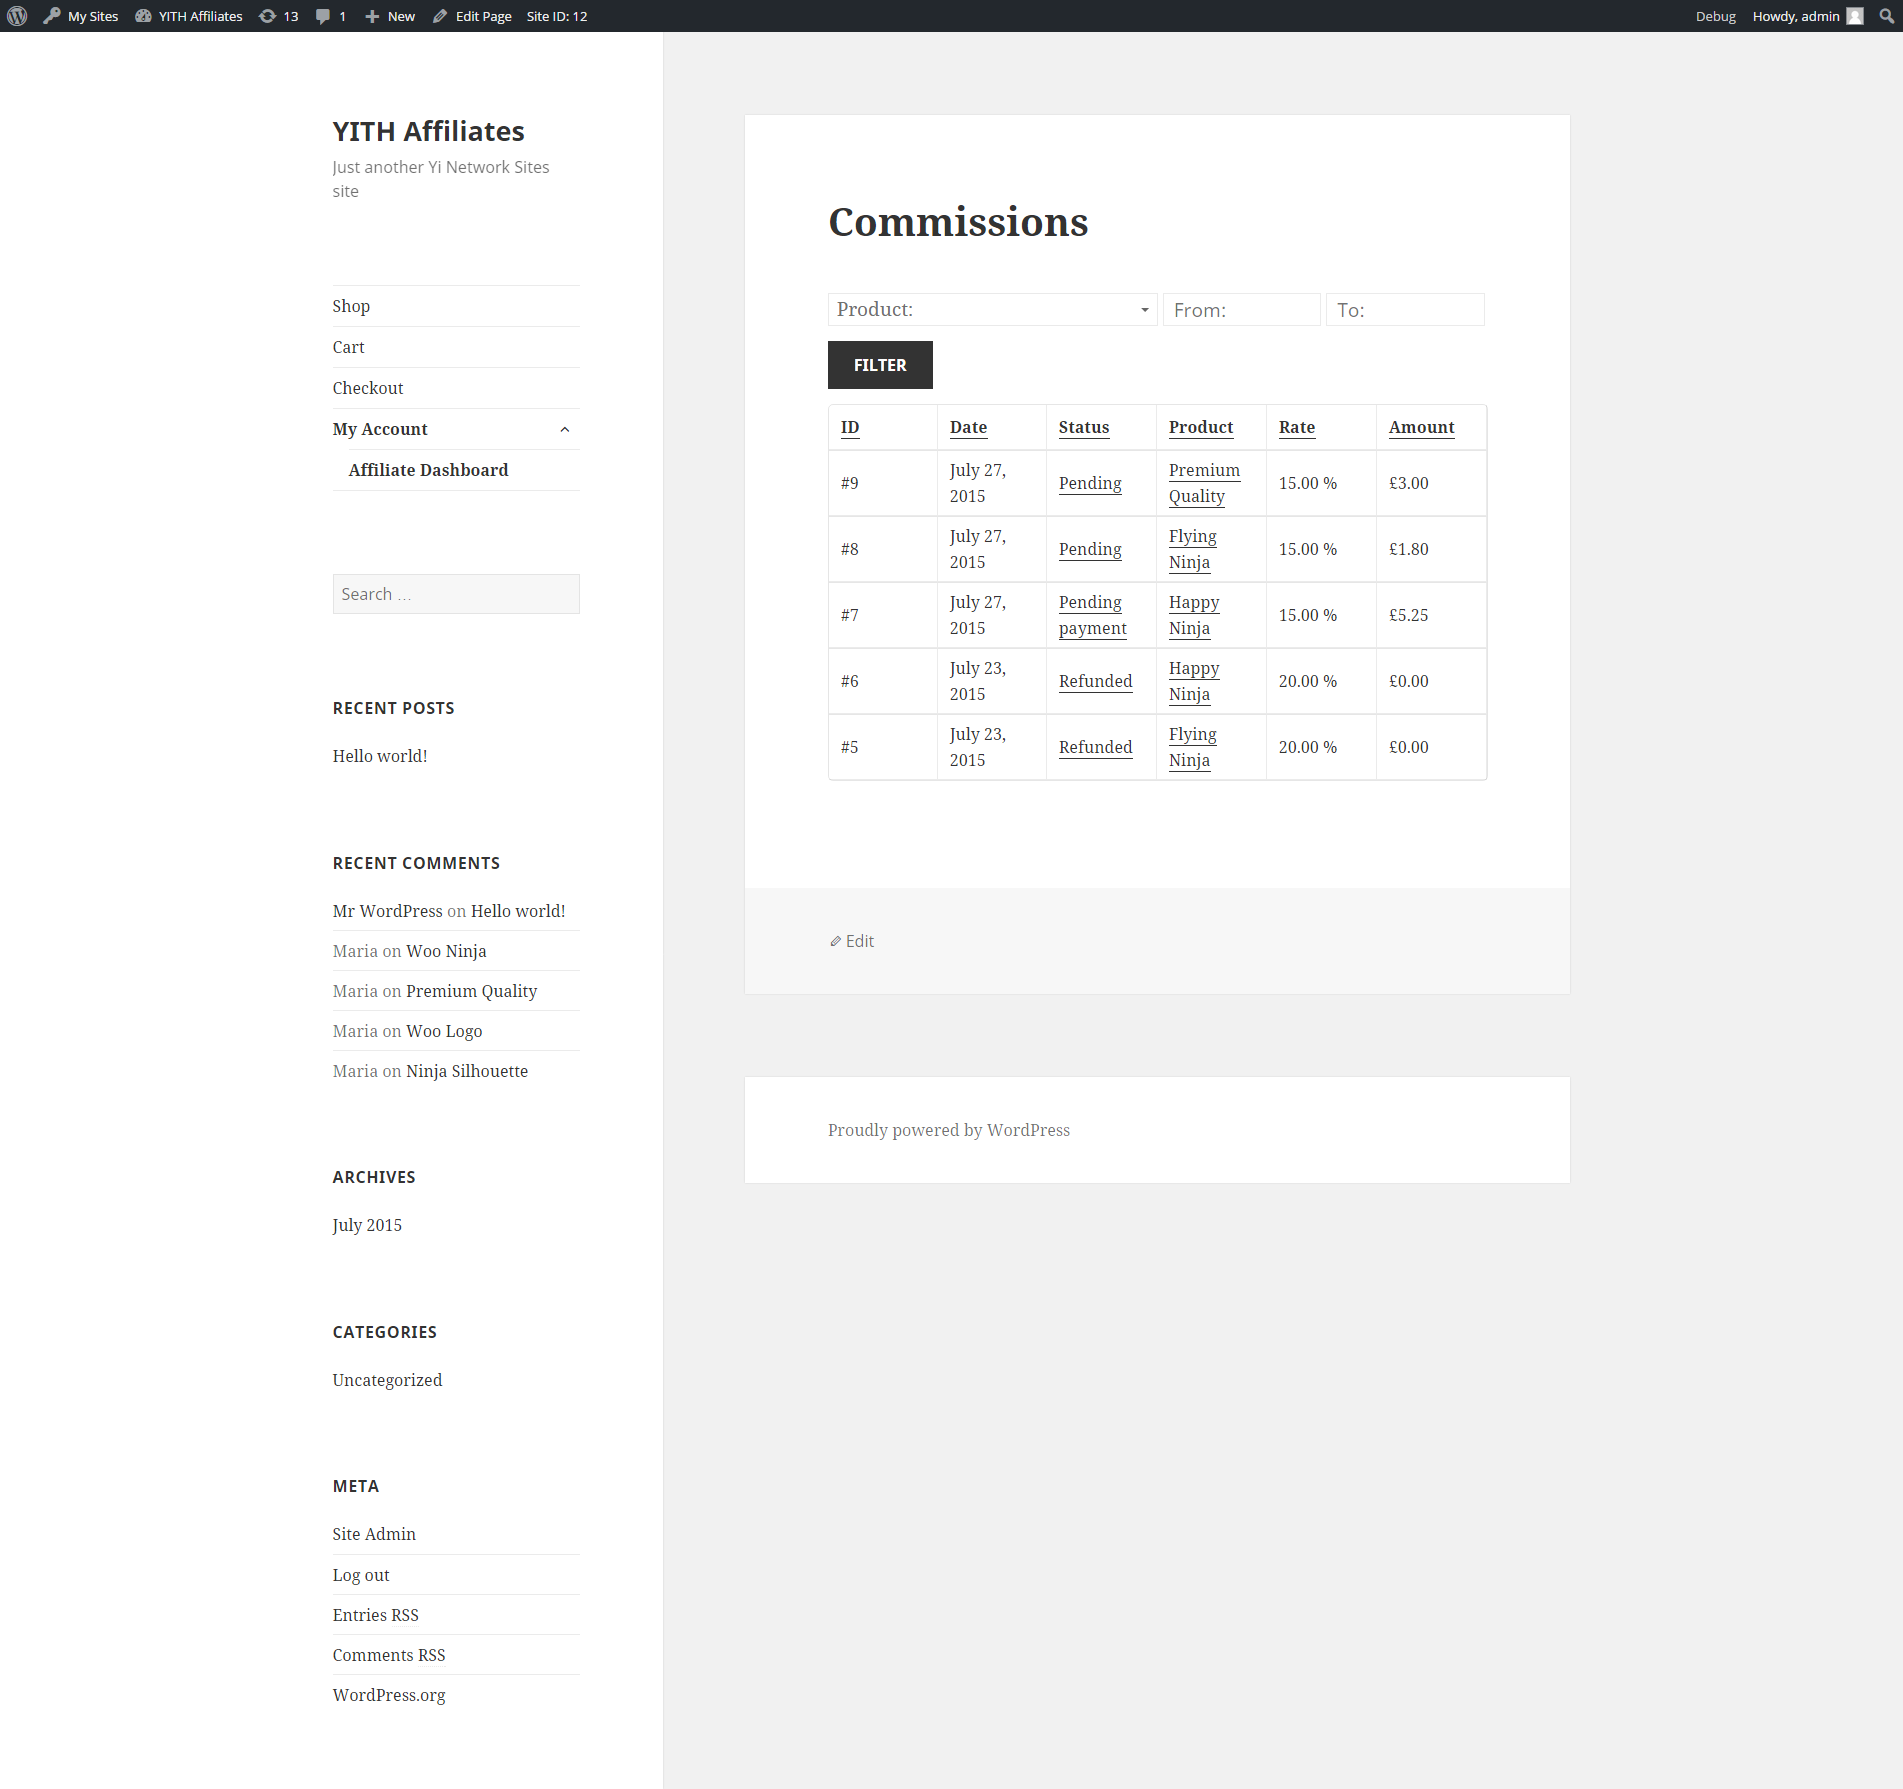 My Sites YITH Affiliates 13 1 New Edit Page Site ID: 12 Debug Howdy, admin
YITH Affiliates
Just another Yi Network Sites
site
Shop
Cart
Checkout
My Account
Affiliate Dashboard
Search …
RECENT POSTS
Hello world!
RECENT COMMENTS
Mr WordPress on Hello world!
Maria on Woo Ninja
Maria on Premium Quality
Maria on Woo Logo
Maria on Ninja Silhouette
ARCHIVES
July 2015
CATEGORIES
Uncategorized
META
Site Admin
Log out
Entries RSS
Comments RSS
WordPress.org
Commissions
Product: From: To:
FILTER
ID Date Status Product Rate Amount
#9 July 27, 2015 Pending Premium Quality 15.00 % £3.00
#8 July 27, 2015 Pending Flying Ninja 15.00 % £1.80
#7 July 27, 2015 Pending payment Happy Ninja 15.00 % £5.25
#6 July 23, 2015 Refunded Happy Ninja 20.00 % £0.00
#5 July 23, 2015 Refunded Flying Ninja 20.00 % £0.00
Edit
Proudly powered by WordPress